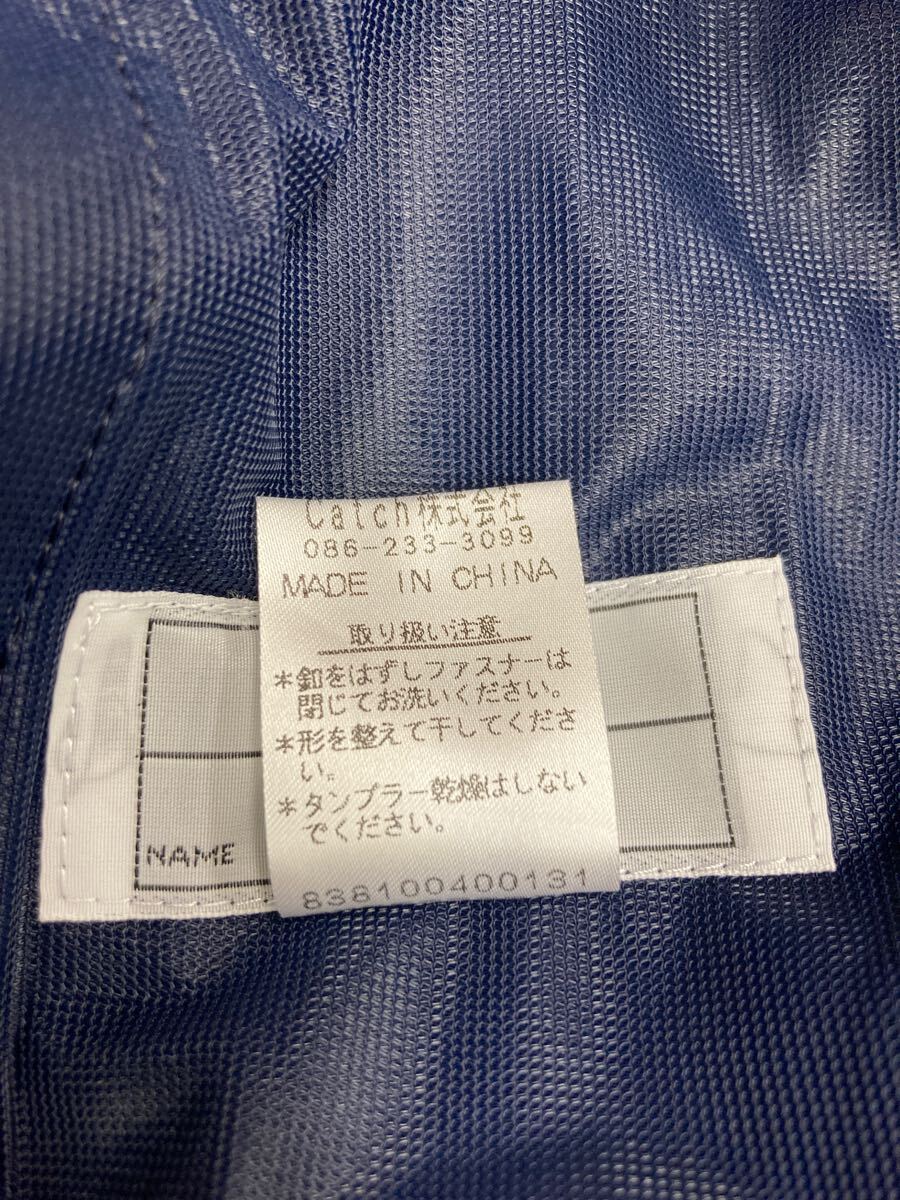 Catch株式会社
086-233-3099
MADE IN CHINA
取り扱い注意
*釦をはずしファスナーは
閉じてお洗いください。
*形を整えて干してくださ
い。
*タンブラー乾燥はしない
でください。
838100400131
NAME